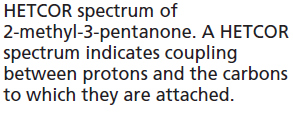 HETCOR spectrum of
2-methyl-3-pentanone. A HETCOR
spectrum indicates coupling
between protons and the carbons
to which they are attached.